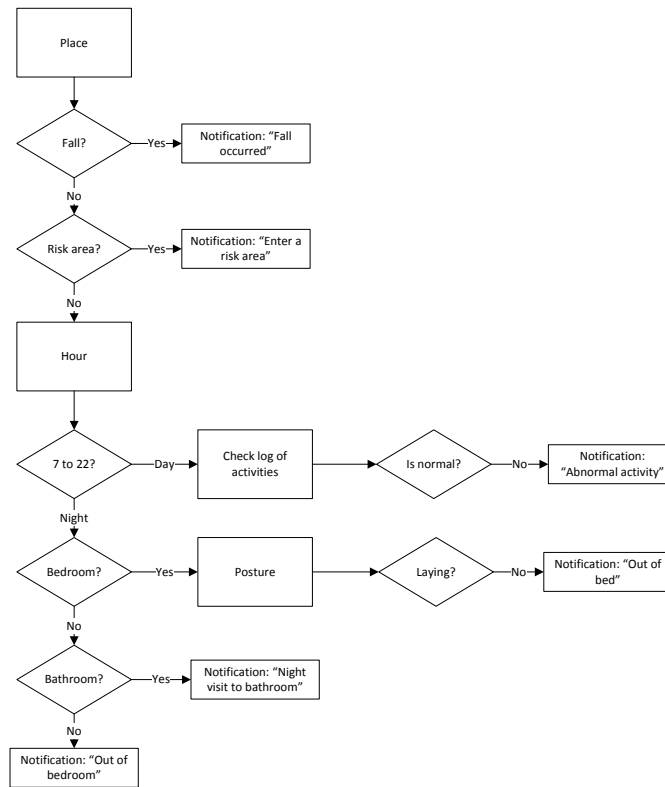 Place
Fall?
Yes
Notification: “Fall
occurred”
No
Risk area?
Yes
Notification: “Enter a
risk area”
No
Hour
7 to 22?
Day
Check log of
activities
Is normal?
No
Notification:
“Abnormal activity”
Night
Bedroom?
Yes
Posture
Laying?
No
Notification: “Out of
bed”
No
Bathroom?
Yes
Notification: “Night
visit to bathroom”
No
Notification: “Out of
bedroom”